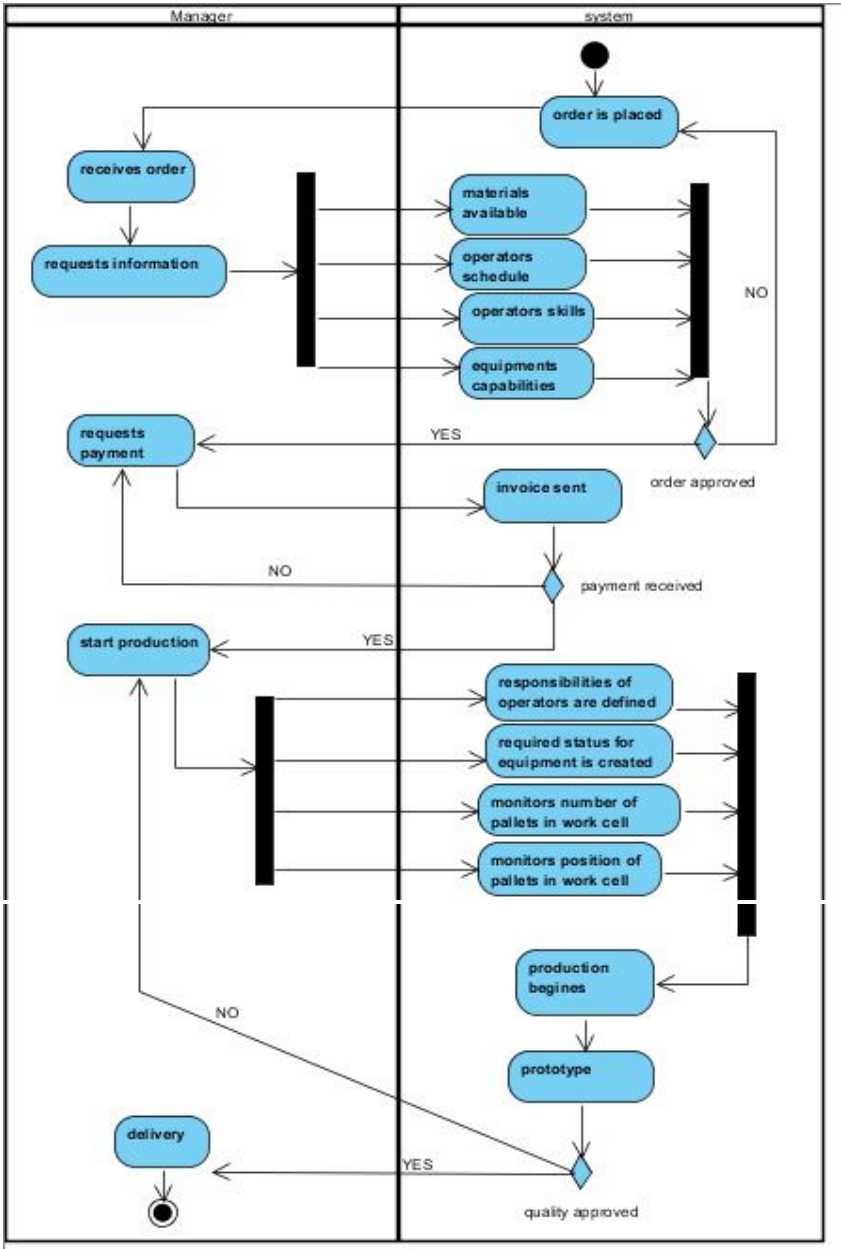 Manager
system
order is placed
receives order
materials
available
requests information
operators
schedule
NO
operators skills
equipments
capabilities
requests
payment
YES
order approved
invoice sent
NO
payment received
start production
YES
responsibilities of
operators are defined
required status for
equipment is created
monitors number of
pallets in work cell
monitors position of
pallets in work cell
production
begines
NO
prototype
delivery
YES
quality approved